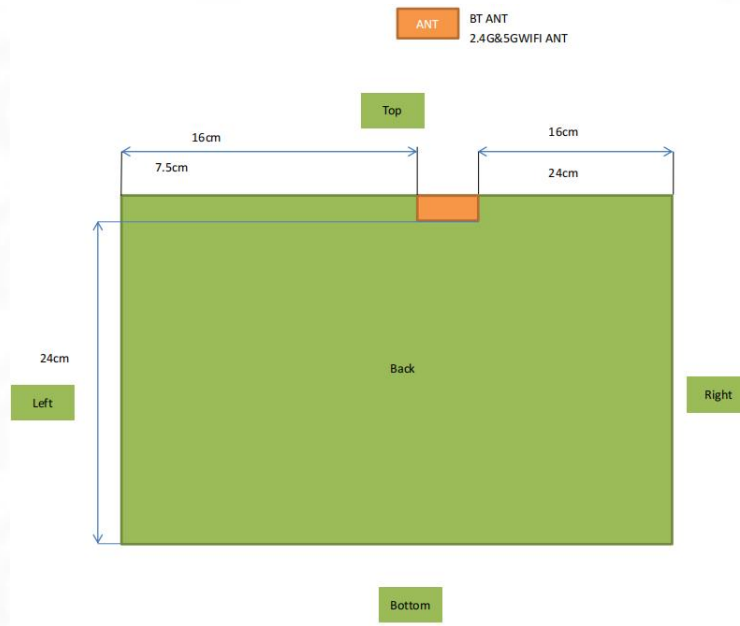 ANT
BT ANT
2.4G&5GWIFI ANT
Top
16cm
16cm
7.5cm
24cm
24cm
Back
Left
Right
Bottom